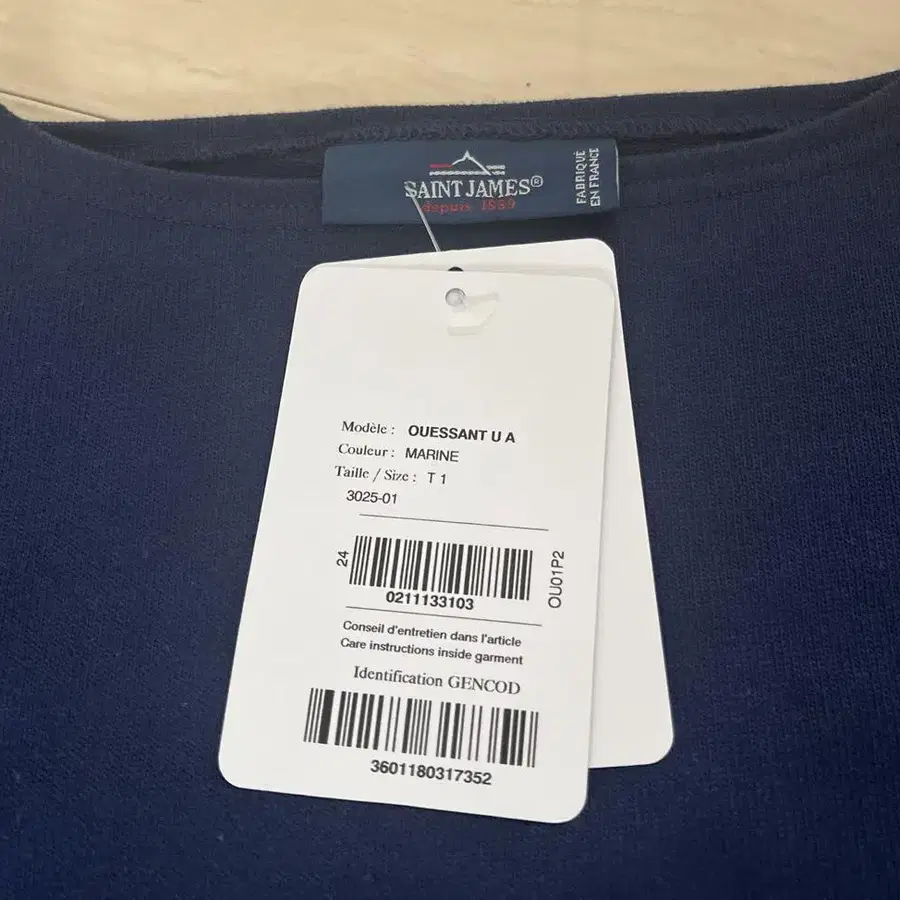 SAINT JAMES®
depuis 1889
FABRIQUÉ
EN FRANCE
Modèle : OUESSANT U A
Couleur : MARINE
Taille / Size : T 1
3025-01
24
0211133103
OU01P2
Conseil d'entretien dans l'article
Care instructions inside garment
Identification GENCOD
3601180317352